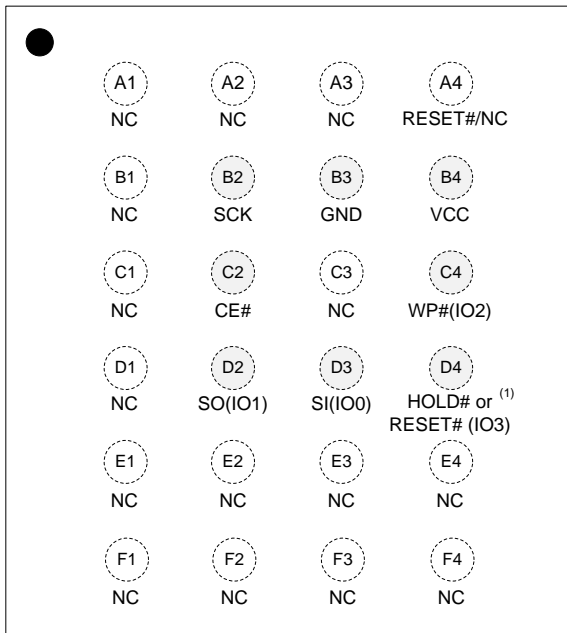 A1 A2 A3 A4
NC NC NC RESET#/NC
B1 B2 B3 B4
NC SCK GND VCC
C1 C2 C3 C4
NC CE# NC WP#(IO2)
D1 D2 D3 D4
NC SO(IO1) SI(IO0) HOLD# or (1)
RESET# (IO3)
E1 E2 E3 E4
NC NC NC NC
F1 F2 F3 F4
NC NC NC NC